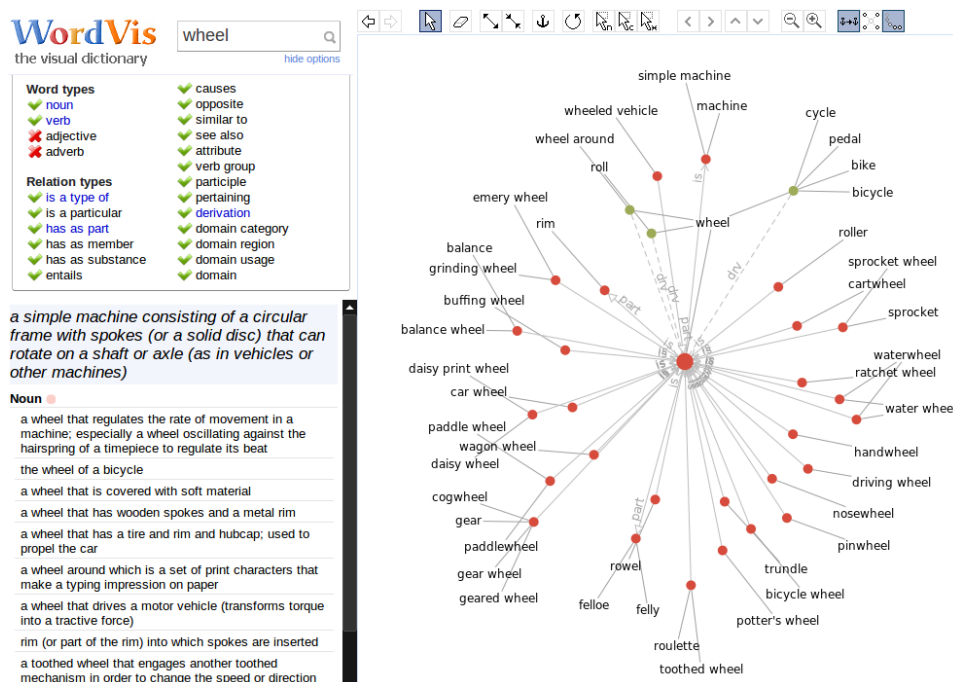 WordVis
the visual dictionary
wheel
hide options
Word types
noun
verb
adjective
adverb
Relation types
is a type of
is a particular
has as part
has as member
has as substance
entails
causes
opposite
similar to
see also
attribute
verb group
participle
pertaining
derivation
domain category
domain region
domain usage
domain
a simple machine consisting of a circular
frame with spokes (or a solid disc) that can
rotate on a shaft or axle (as in vehicles or
other machines)
Noun
a wheel that regulates the rate of movement in a
machine; especially a wheel oscillating against the
hairspring of a timepiece to regulate its beat
the wheel of a bicycle
a wheel that is covered with soft material
a wheel that has wooden spokes and a metal rim
a wheel that has a tire and rim and hubcap; used to
propel the car
a wheel around which is a set of print characters that
make a typing impression on paper
a wheel that drives a motor vehicle (transforms torque
into a tractive force)
rim (or part of the rim) into which spokes are inserted
a toothed wheel that engages another toothed
mechanism in order to change the speed or direction
simple machine
machine
wheeled vehicle
cycle
wheel around
pedal
roll
bike
is
bicycle
emery wheel
rim
wheel
roller
balance
sprocket wheel
grinding wheel
drv
drv
drv
cartwheel
buffing wheel
part
sprocket
balance wheel
part
waterwheel
daisy print wheel
is
ratchet wheel
car wheel
water whee
paddle wheel
wagon wheel
handwheel
daisy wheel
driving wheel
cogwheel
part
nosewheel
gear
paddlewheel
pinwheel
gear wheel
rowel
trundle
geared wheel
bicycle wheel
felloe
felly
potter's wheel
roulette
toothed wheel